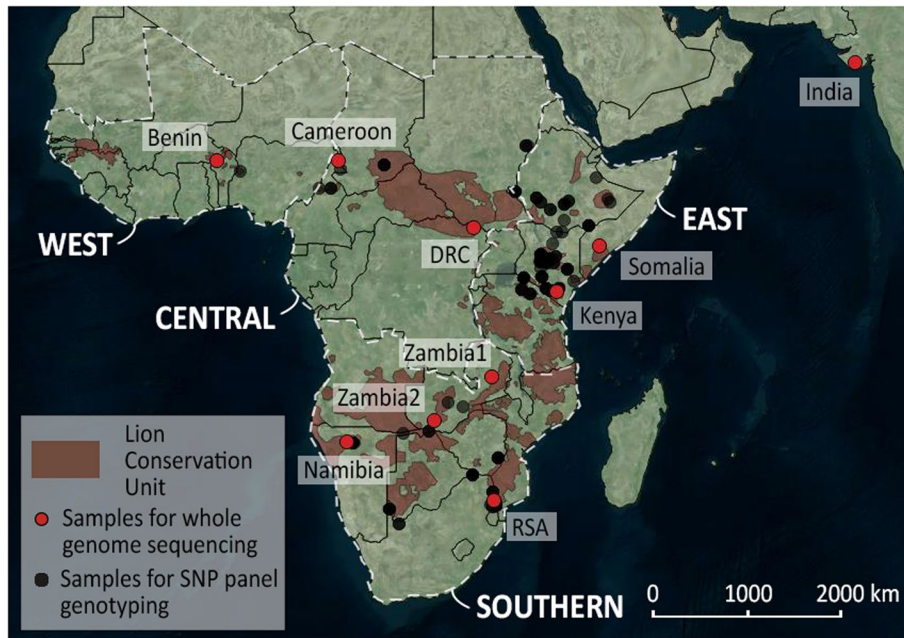 India
Benin
Cameroon
WEST
EAST
DRC
Somalia
CENTRAL
Kenya
Zambia1
Zambia2
Namibia
RSA
SOUTHERN
Lion
Conservation
Unit
Samples for whole
genome sequencing
Samples for SNP panel
genotyping
0 1000 2000 km